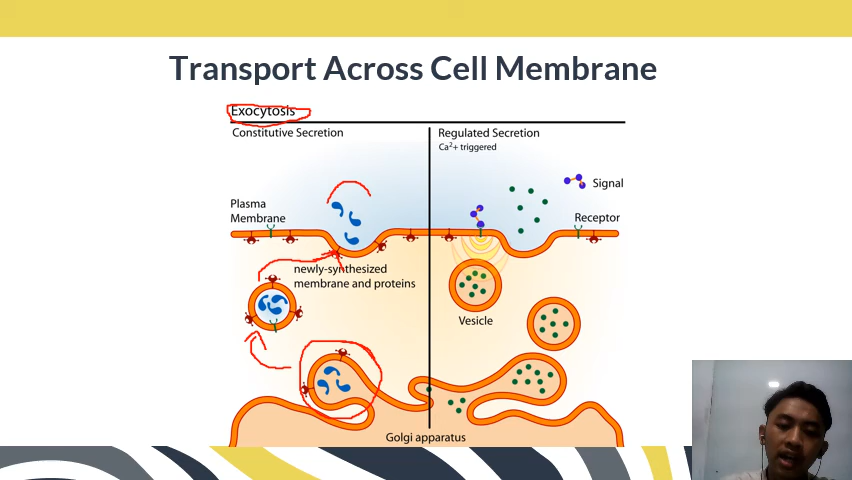 Transport Across Cell Membrane
Exocytosis
Constitutive Secretion
Regulated Secretion
Ca²+ triggered
Signal
Plasma
Membrane
Receptor
newly-synthesized
membrane and proteins
Vesicle
Golgi apparatus